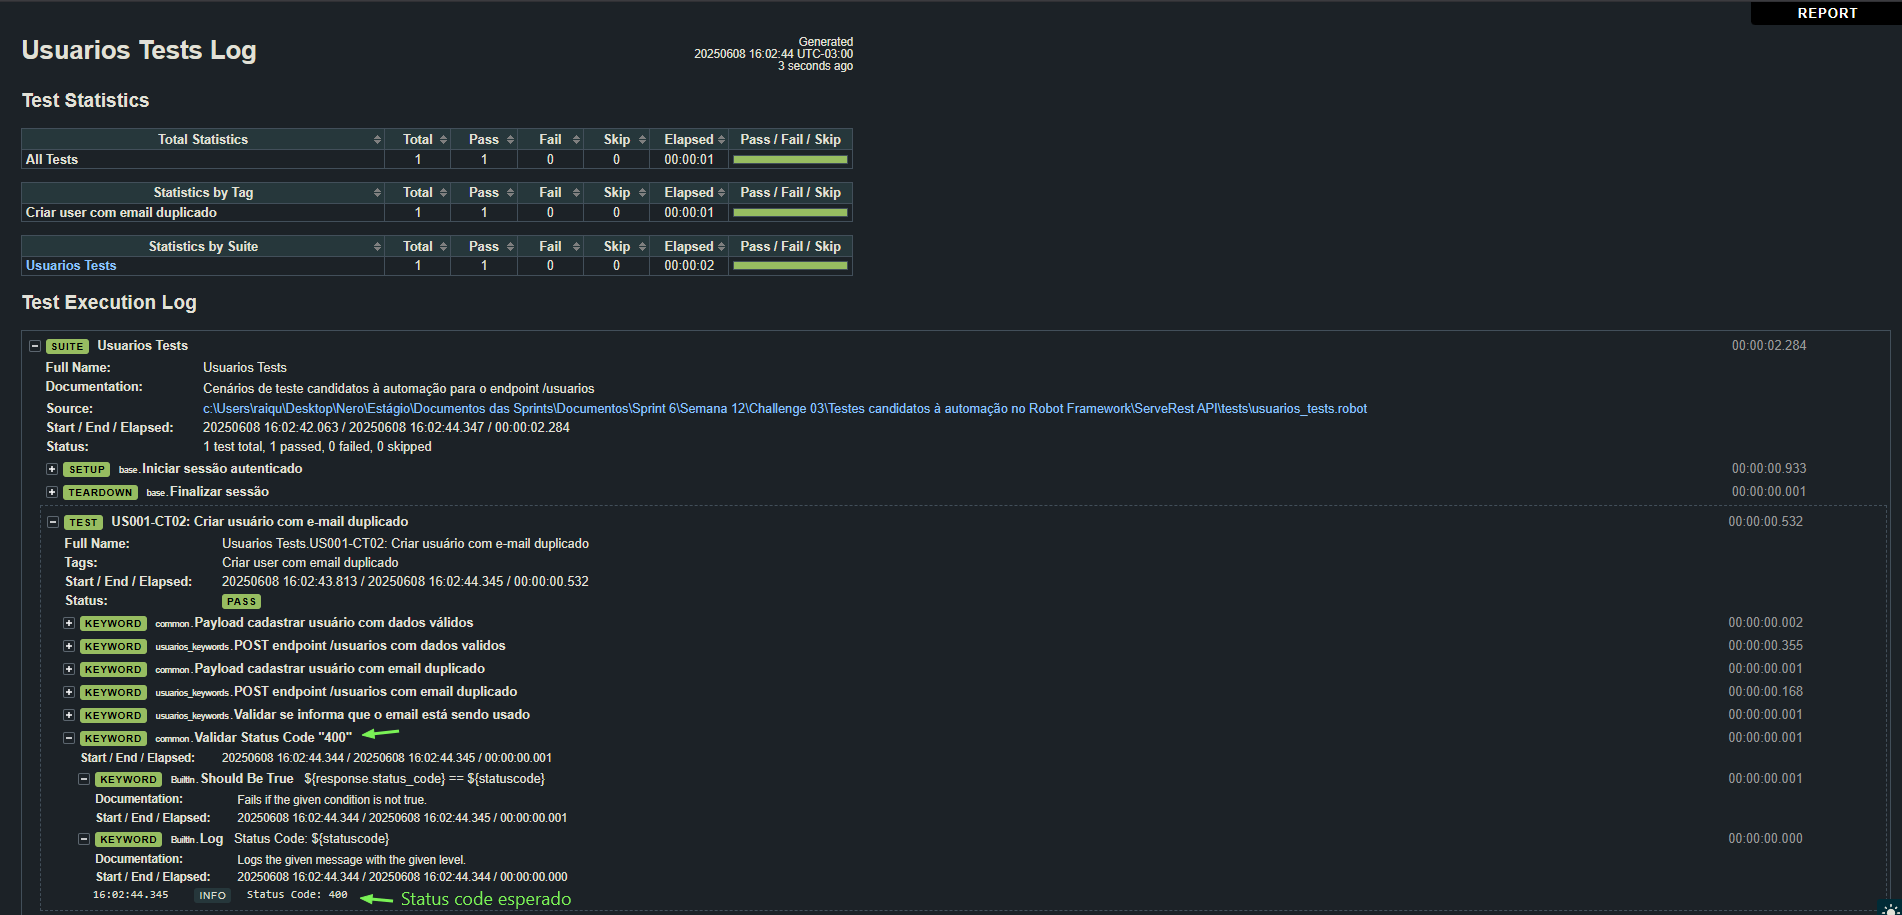 REPORT
Usuarios Tests Log
Generated
20250608 16:02:44 UTC-03:00
3 seconds ago
Test Statistics
Total Statistics Total Pass Fail Skip Elapsed Pass / Fail / Skip
All Tests 1 1 0 0 00:00:01
Statistics by Tag Total Pass Fail Skip Elapsed Pass / Fail / Skip
Criar user com email duplicado 1 1 0 0 00:00:01
Statistics by Suite Total Pass Fail Skip Elapsed Pass / Fail / Skip
Usuarios Tests 1 1 0 0 00:00:02
Test Execution Log
SUITE Usuarios Tests 00:00:02.284
Full Name: Usuarios Tests
Documentation: Cenários de teste candidatos à automação para o endpoint /usuarios
Source: c:\Users\raiqu\Desktop\Nero\Estágio\Documentos das Sprints\Documentos\Sprint 6\Semana 12\Challenge 03\Testes candidatos à automação no Robot Framework\ServeRest API\tests\usuarios_tests.robot
Start / End / Elapsed: 20250608 16:02:42.063 / 20250608 16:02:44.347 / 00:00:02.284
Status: 1 test total, 1 passed, 0 failed, 0 skipped
SETUP base.Iniciar sessão autenticado 00:00:00.933
TEARDOWN base.Finalizar sessão 00:00:00.001
TEST US001-CT02: Criar usuário com e-mail duplicado 00:00:00.532
Full Name: Usuarios Tests.US001-CT02: Criar usuário com e-mail duplicado
Tags: Criar user com email duplicado
Start / End / Elapsed: 20250608 16:02:43.813 / 20250608 16:02:44.345 / 00:00:00.532
Status: PASS
KEYWORD common.Payload cadastrar usuário com dados válidos 00:00:00.002
KEYWORD usuarios_keywords.POST endpoint /usuarios com dados validos 00:00:00.355
KEYWORD common.Payload cadastrar usuário com email duplicado 00:00:00.001
KEYWORD usuarios_keywords.POST endpoint /usuarios com email duplicado 00:00:00.168
KEYWORD usuarios_keywords.Validar se informa que o email está sendo usado 00:00:00.001
KEYWORD common.Validar Status Code "400" 00:00:00.001
Start / End / Elapsed: 20250608 16:02:44.344 / 20250608 16:02:44.345 / 00:00:00.001
KEYWORD BuiltIn.Should Be True ${response.status_code} == ${statuscode} 00:00:00.001
Documentation: Fails if the given condition is not true.
Start / End / Elapsed: 20250608 16:02:44.344 / 20250608 16:02:44.345 / 00:00:00.001
KEYWORD BuiltIn.Log Status Code: ${statuscode} 00:00:00.000
Documentation: Logs the given message with the given level.
Start / End / Elapsed: 20250608 16:02:44.344 / 20250608 16:02:44.344 / 00:00:00.000
16:02:44.345 INFO Status Code: 400 Status code esperado